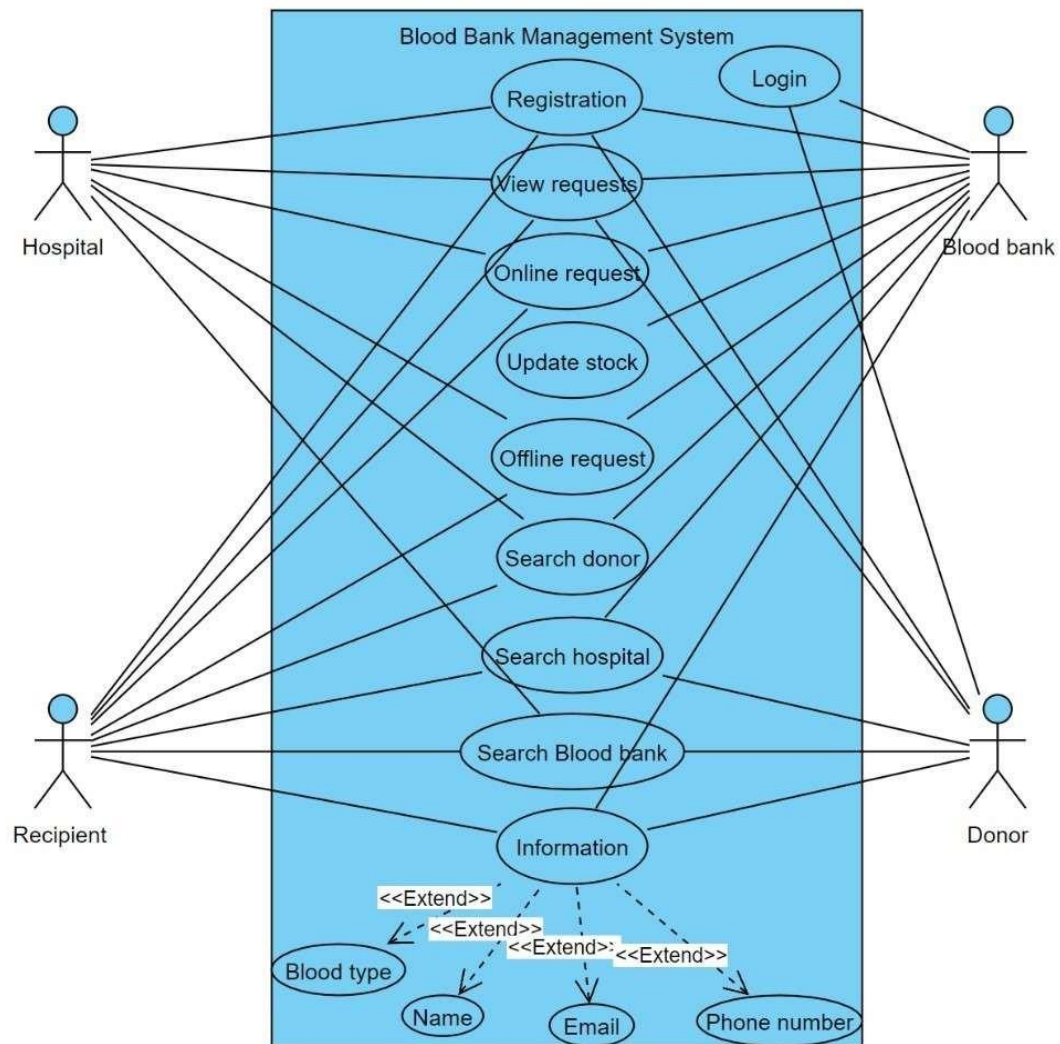 Blood Bank Management System
Login
Registration
View requests
Hospital
Blood bank
Online request
Update stock
Offline request
Search donor
Search hospital
Search Blood bank
Recipient
Donor
Information
<<Extend>>
<<Extend>>
<<Extend>>
<<Extend>>
Blood type
Name
Email
Phone number